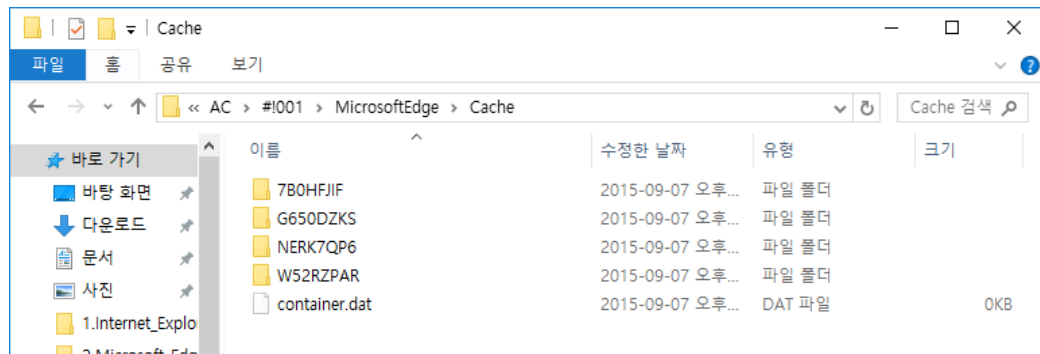 Cache
파일 홈 공유 보기
« AC > #!001 > MicrosoftEdge > Cache Cache 검색
바로 가기
바탕 화면
다운로드
문서
사진
1.Internet_Explo
이름 수정한 날짜 유형 크기
7B0HFJIF 2015-09-07 오후... 파일 폴더
G650DZKS 2015-09-07 오후... 파일 폴더
NERK7QP6 2015-09-07 오후... 파일 폴더
W52RZPAR 2015-09-07 오후... 파일 폴더
container.dat 2015-09-07 오후... DAT 파일 0KB